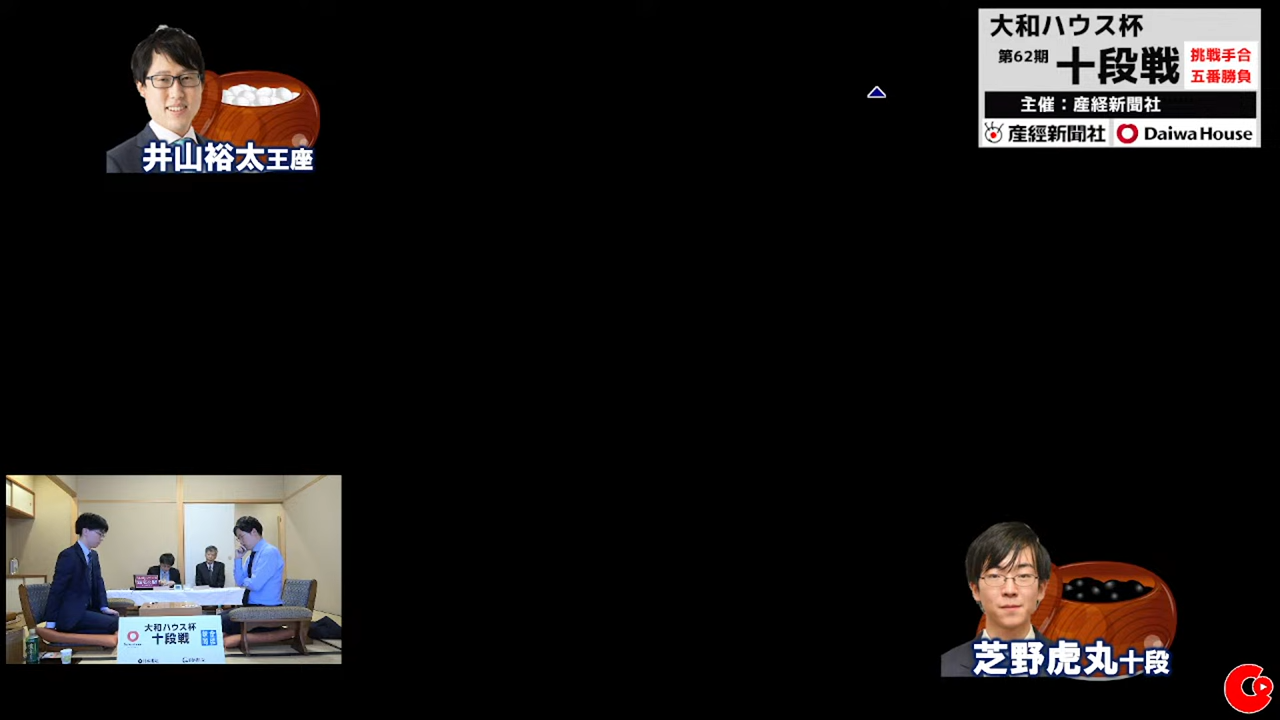 大和ハウス杯
第62期 十段戦 挑戦手合
五番勝負
主催：産経新聞社
産經新聞社 Daiwa House
井山裕太王座
大和ハウス杯
十段戦
芝野虎丸十段